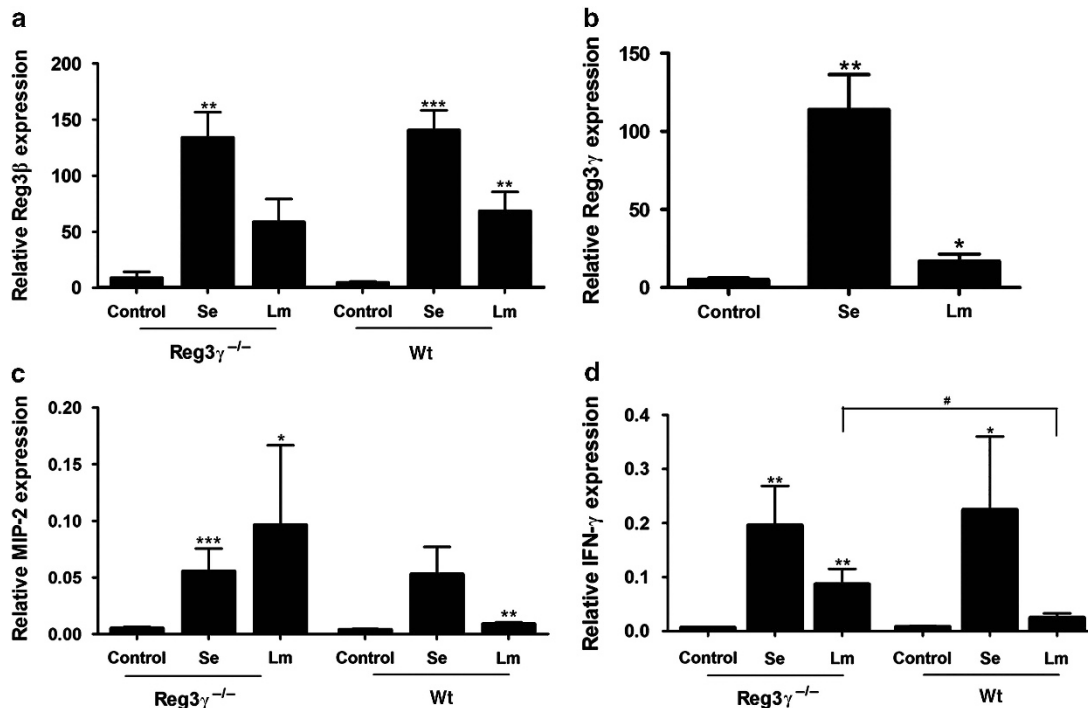 a
Relative Reg3β expression
200
150
100
50
0
** *** **
Control Se Lm Control Se Lm
Reg3γ −/− Wt
b
Relative Reg3γ expression
150
100
50
0
** *
Control Se Lm
c
Relative MIP-2 expression
0.20
0.15
0.10
0.05
0.00
*** * **
Control Se Lm Control Se Lm
Reg3γ −/− Wt
d
Relative IFN-γ expression
0.4
0.3
0.2
0.1
0.0
#
** ** *
Control Se Lm Control Se Lm
Reg3γ −/− Wt